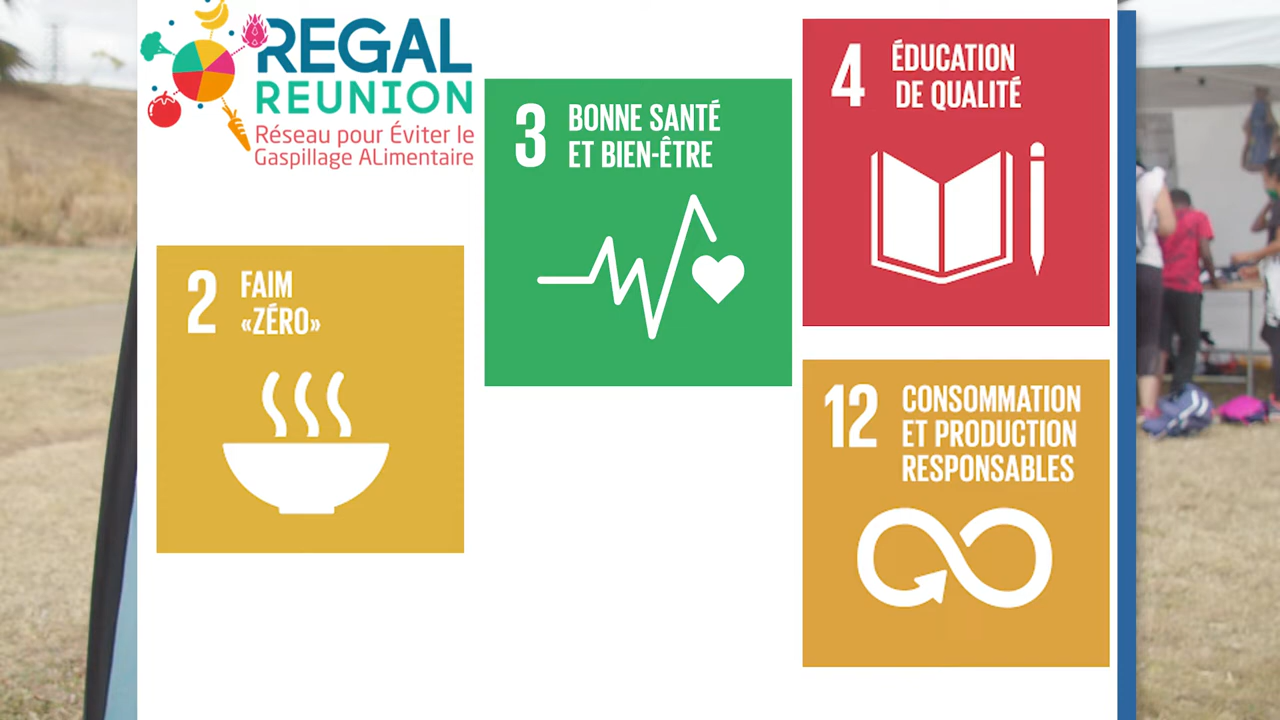 REGAL
REUNION
Réseau pour Éviter le
Gaspillage ALimentaire
2 FAIM
«ZÉRO»
3 BONNE SANTÉ
ET BIEN-ÊTRE
4 ÉDUCATION
DE QUALITÉ
12 CONSOMMATION
ET PRODUCTION
RESPONSABLES